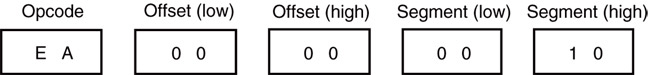 Opcode Offset (low) Offset (high) Segment (low) Segment (high)
E A 0 0 0 0 0 0 1 0